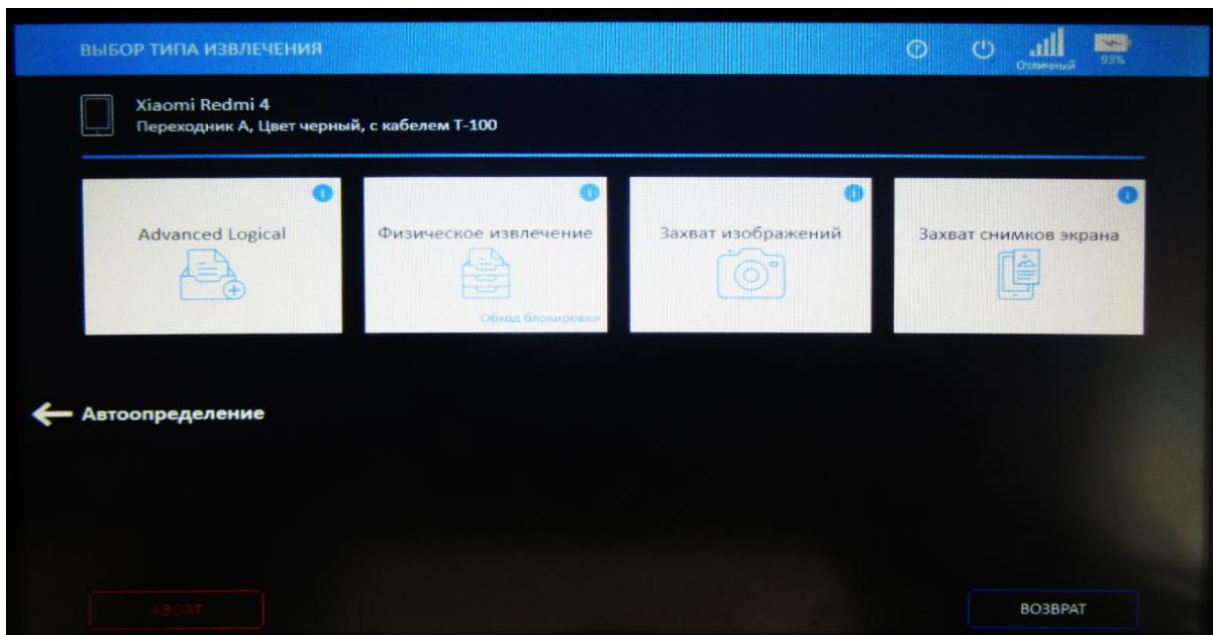 ВЫБОР ТИПА ИЗВЛЕЧЕНИЯ
Отличный
93%
Xiaomi Redmi 4
Переходник А, Цвет черный, с кабелем T-100
Advanced Logical
Физическое извлечение
Обход блокировки
Захват изображений
Захват снимков экрана
Автоопределение
ABORT
ВОЗВРАТ